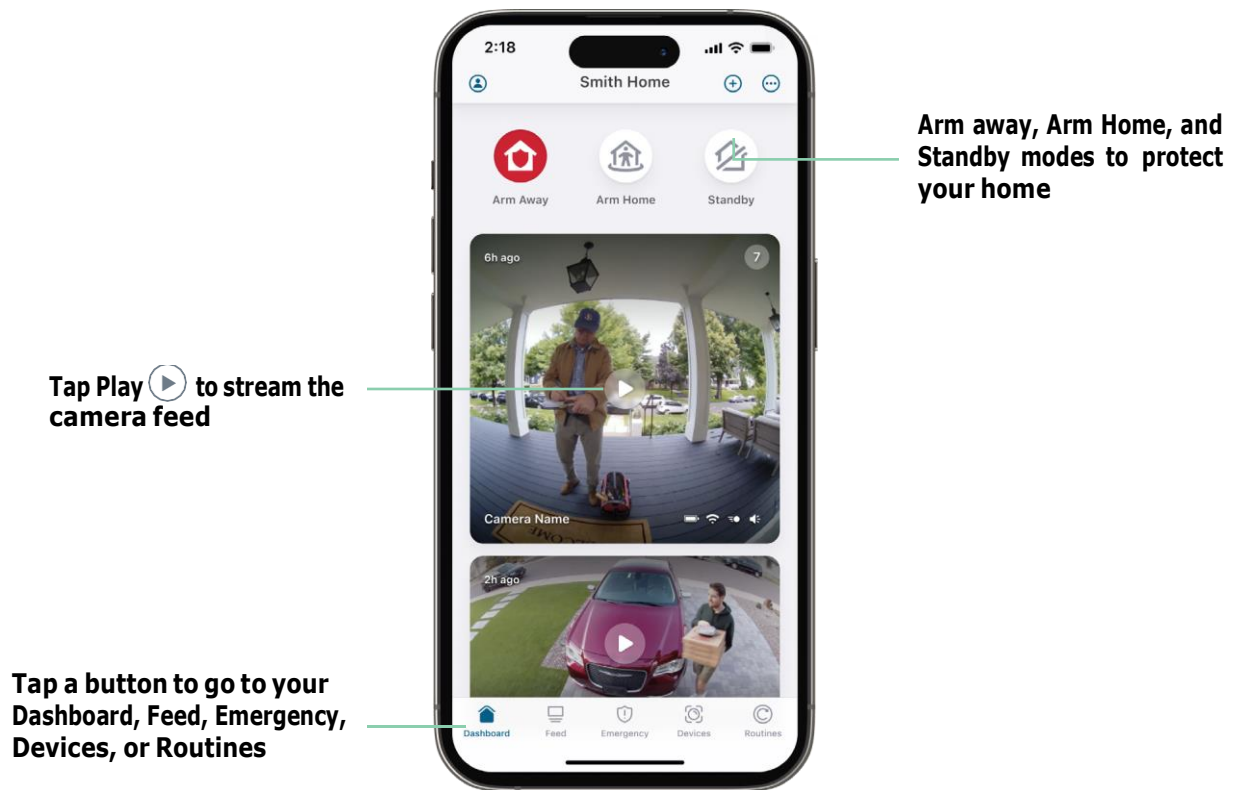 2:18
Smith Home
Arm Away
Arm Home
Standby
Arm away, Arm Home, and
Standby modes to protect
your home
6h ago
7
Tap Play to stream the
camera feed
Camera Name
WELCOME
2h ago
Tap a button to go to your
Dashboard, Feed, Emergency,
Devices, or Routines
Dashboard
Feed
Emergency
Devices
Routines